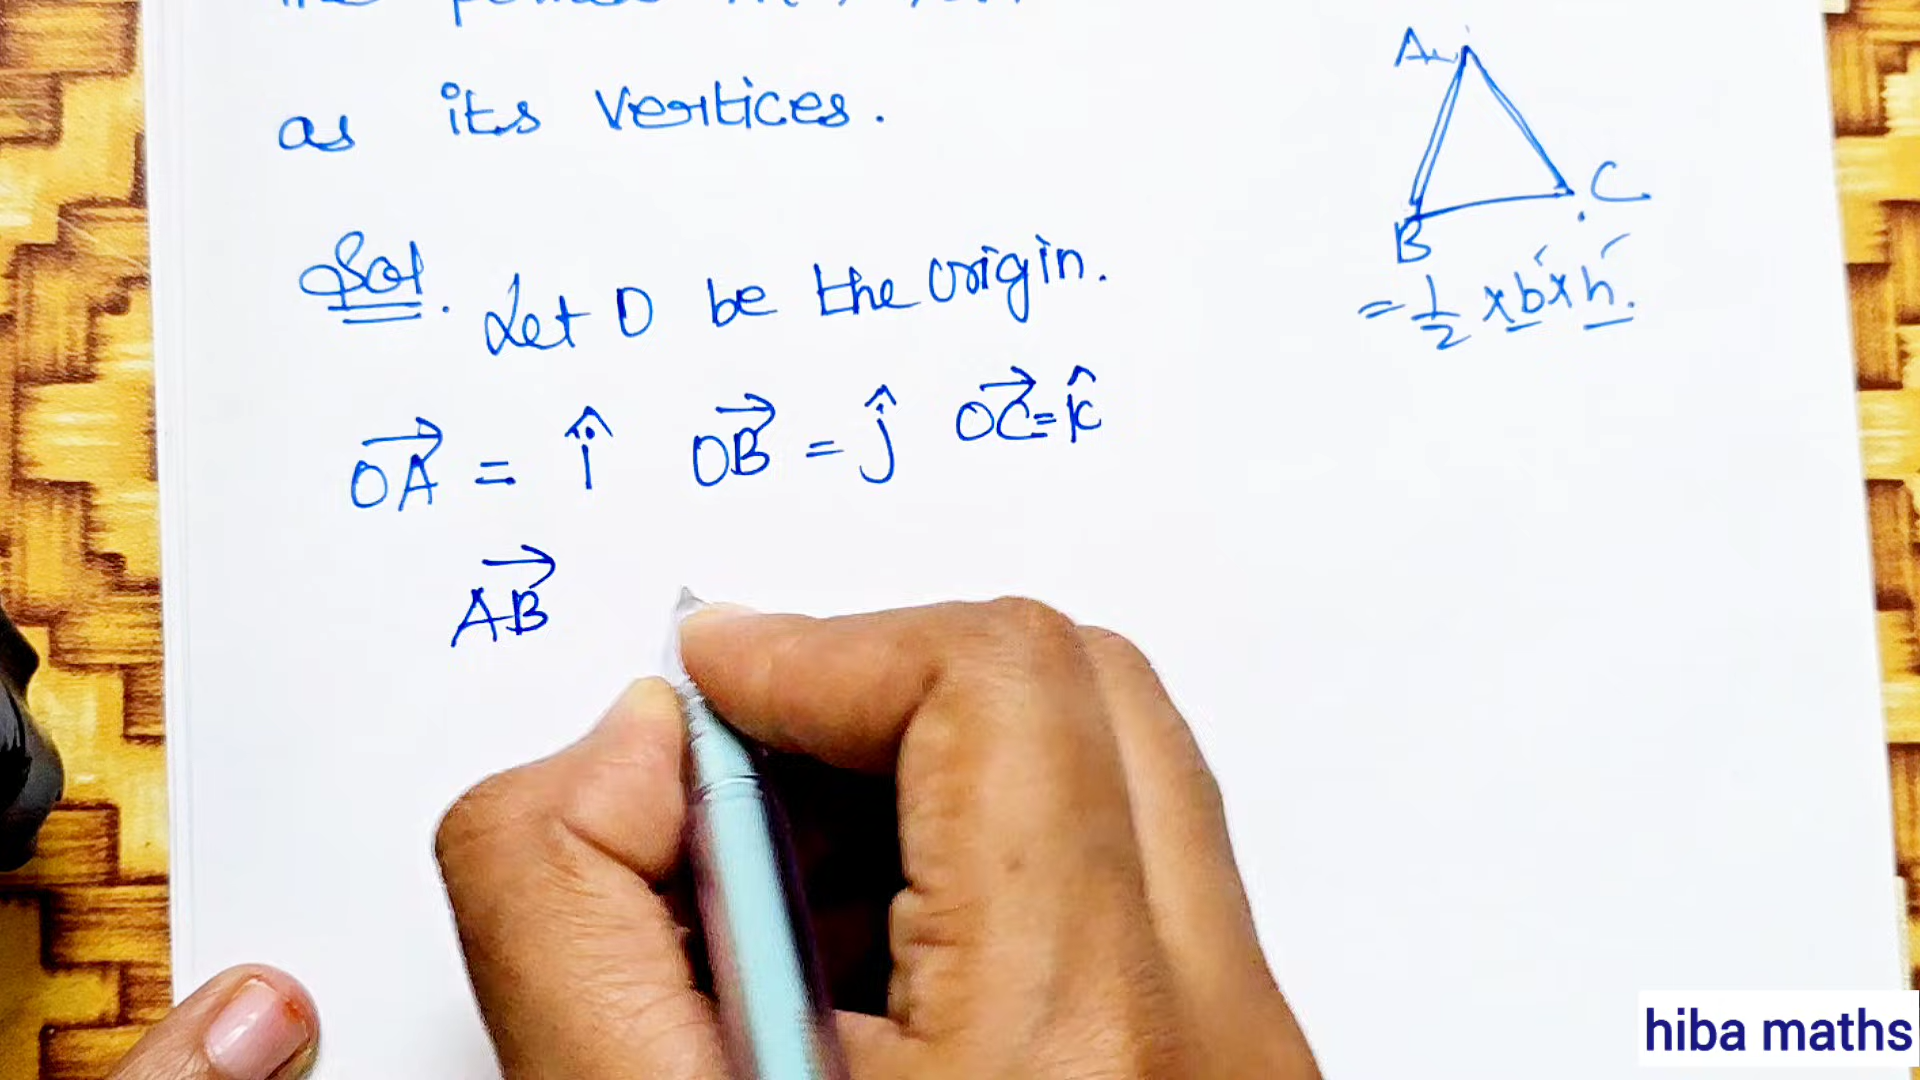 as its vertices.
A
C
B
= 1/2 × b × h.
Sol. Let O be the origin.
OA⃗ = î OB⃗ = ĵ OC⃗ = k̂
AB⃗
hiba maths